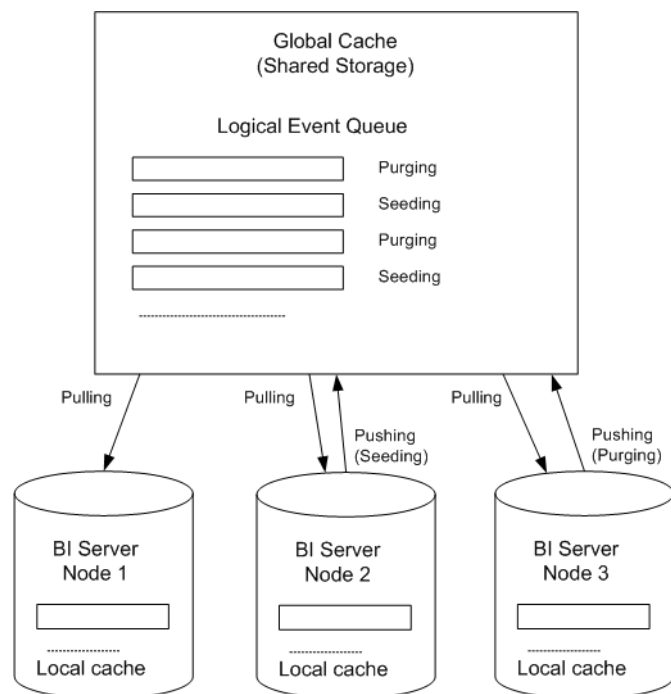 Global Cache
(Shared Storage)
Logical Event Queue
Purging
Seeding
Purging
Seeding
Pulling
Pulling
Pushing
(Seeding)
Pulling
Pushing
(Purging)
BI Server
Node 1
Local cache
BI Server
Node 2
Local cache
BI Server
Node 3
Local cache